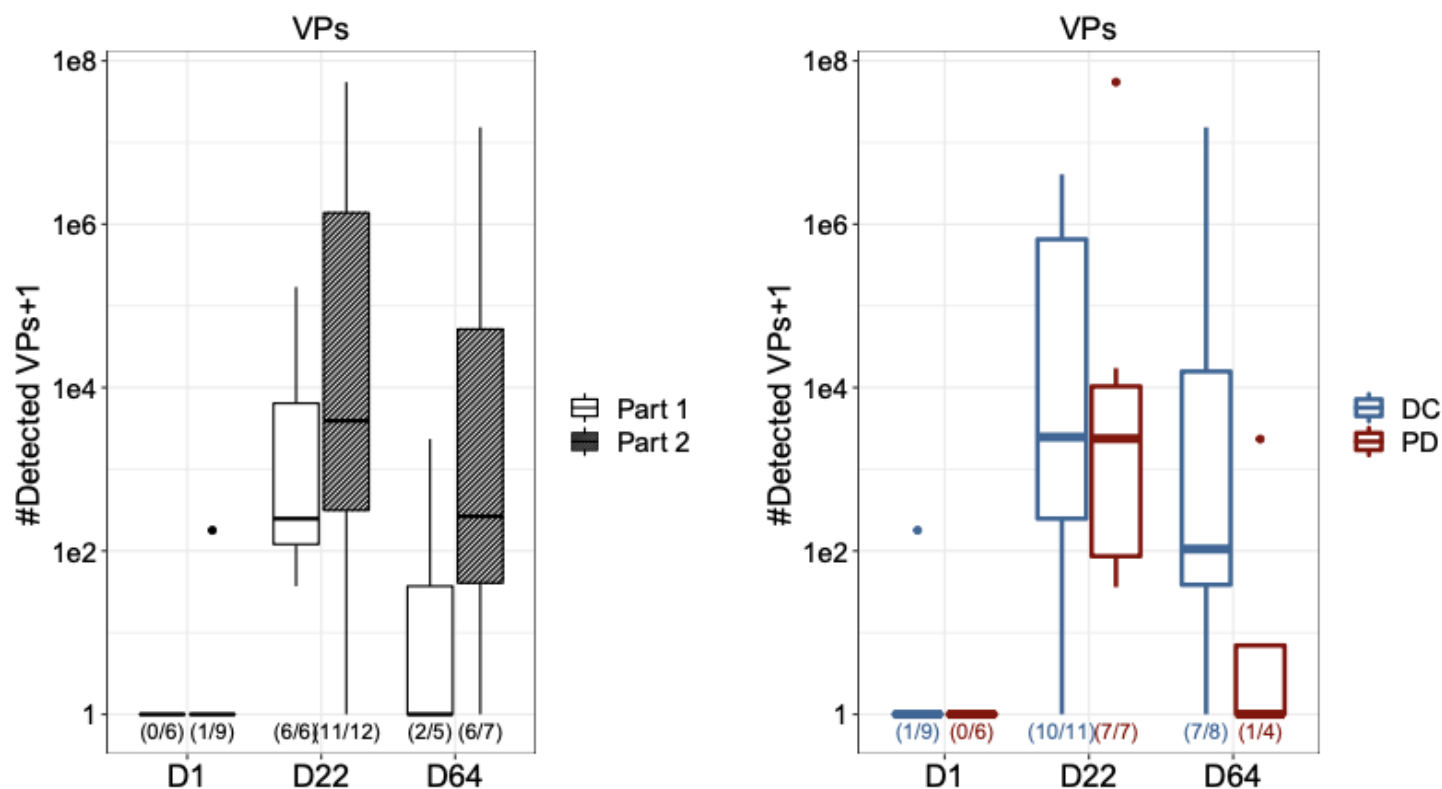 VPs
#Detected VPs+1
1e8
1e6
1e4
1e2
1
(0/6) (1/9) (6/6) (11/12) (2/5) (6/7)
D1 D22 D64
Part 1
Part 2
VPs
#Detected VPs+1
1e8
1e6
1e4
1e2
1
(1/9) (0/6) (10/11) (7/7) (7/8) (1/4)
D1 D22 D64
DC
PD